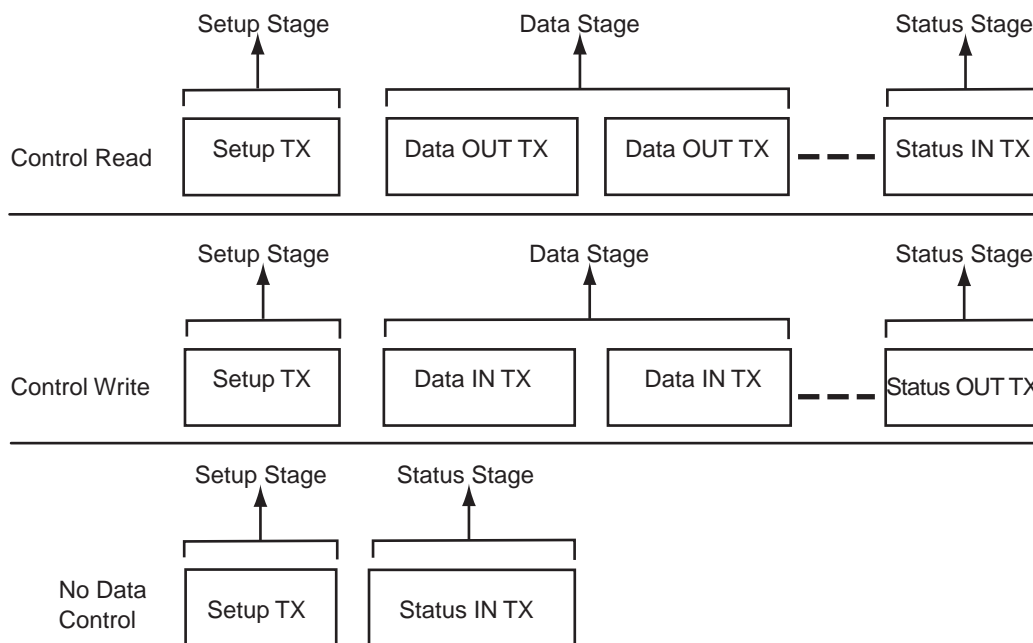 Setup Stage Data Stage Status Stage
Control Read Setup TX Data OUT TX Data OUT TX Status IN TX
Setup Stage Data Stage Status Stage
Control Write Setup TX Data IN TX Data IN TX Status OUT TX
Setup Stage Status Stage
No Data
Control Setup TX Status IN TX